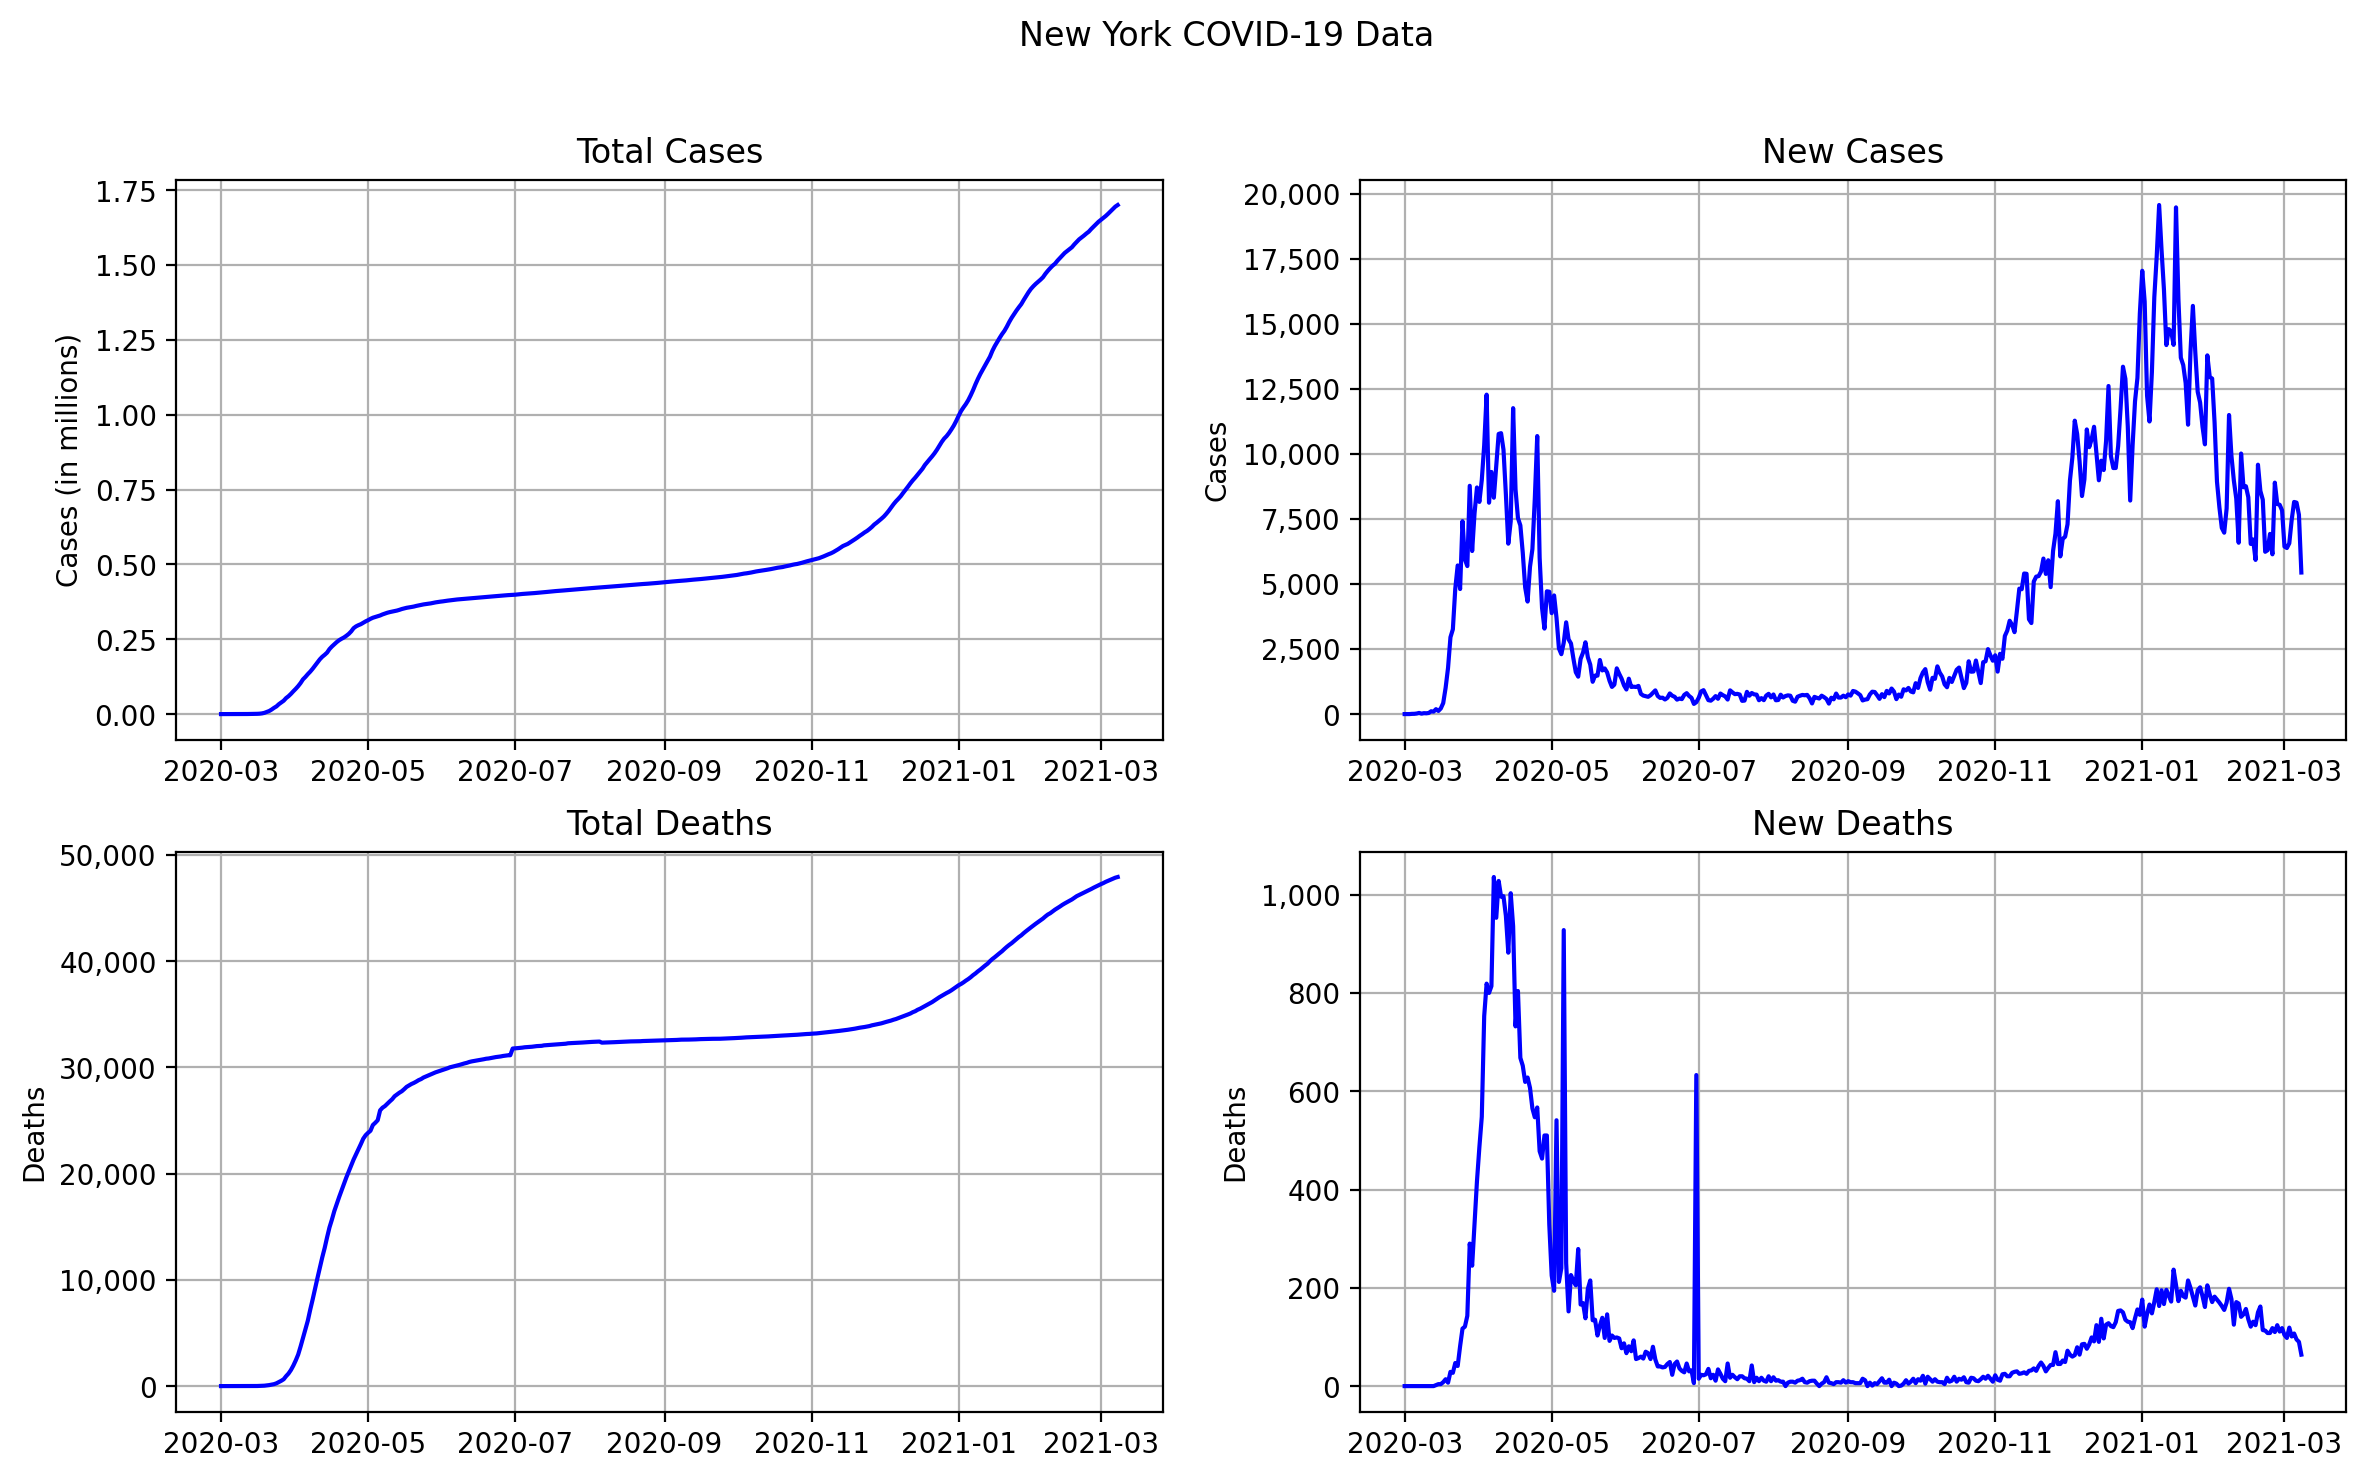 New York COVID-19 Data
Total Cases
Cases (in millions)
1.75
1.50
1.25
1.00
0.75
0.50
0.25
0.00
2020-03 2020-05 2020-07 2020-09 2020-11 2021-01 2021-03
New Cases
Cases
20,000
17,500
15,000
12,500
10,000
7,500
5,000
2,500
0
2020-03 2020-05 2020-07 2020-09 2020-11 2021-01 2021-03
Total Deaths
Deaths
50,000
40,000
30,000
20,000
10,000
0
2020-03 2020-05 2020-07 2020-09 2020-11 2021-01 2021-03
New Deaths
Deaths
1,000
800
600
400
200
0
2020-03 2020-05 2020-07 2020-09 2020-11 2021-01 2021-03